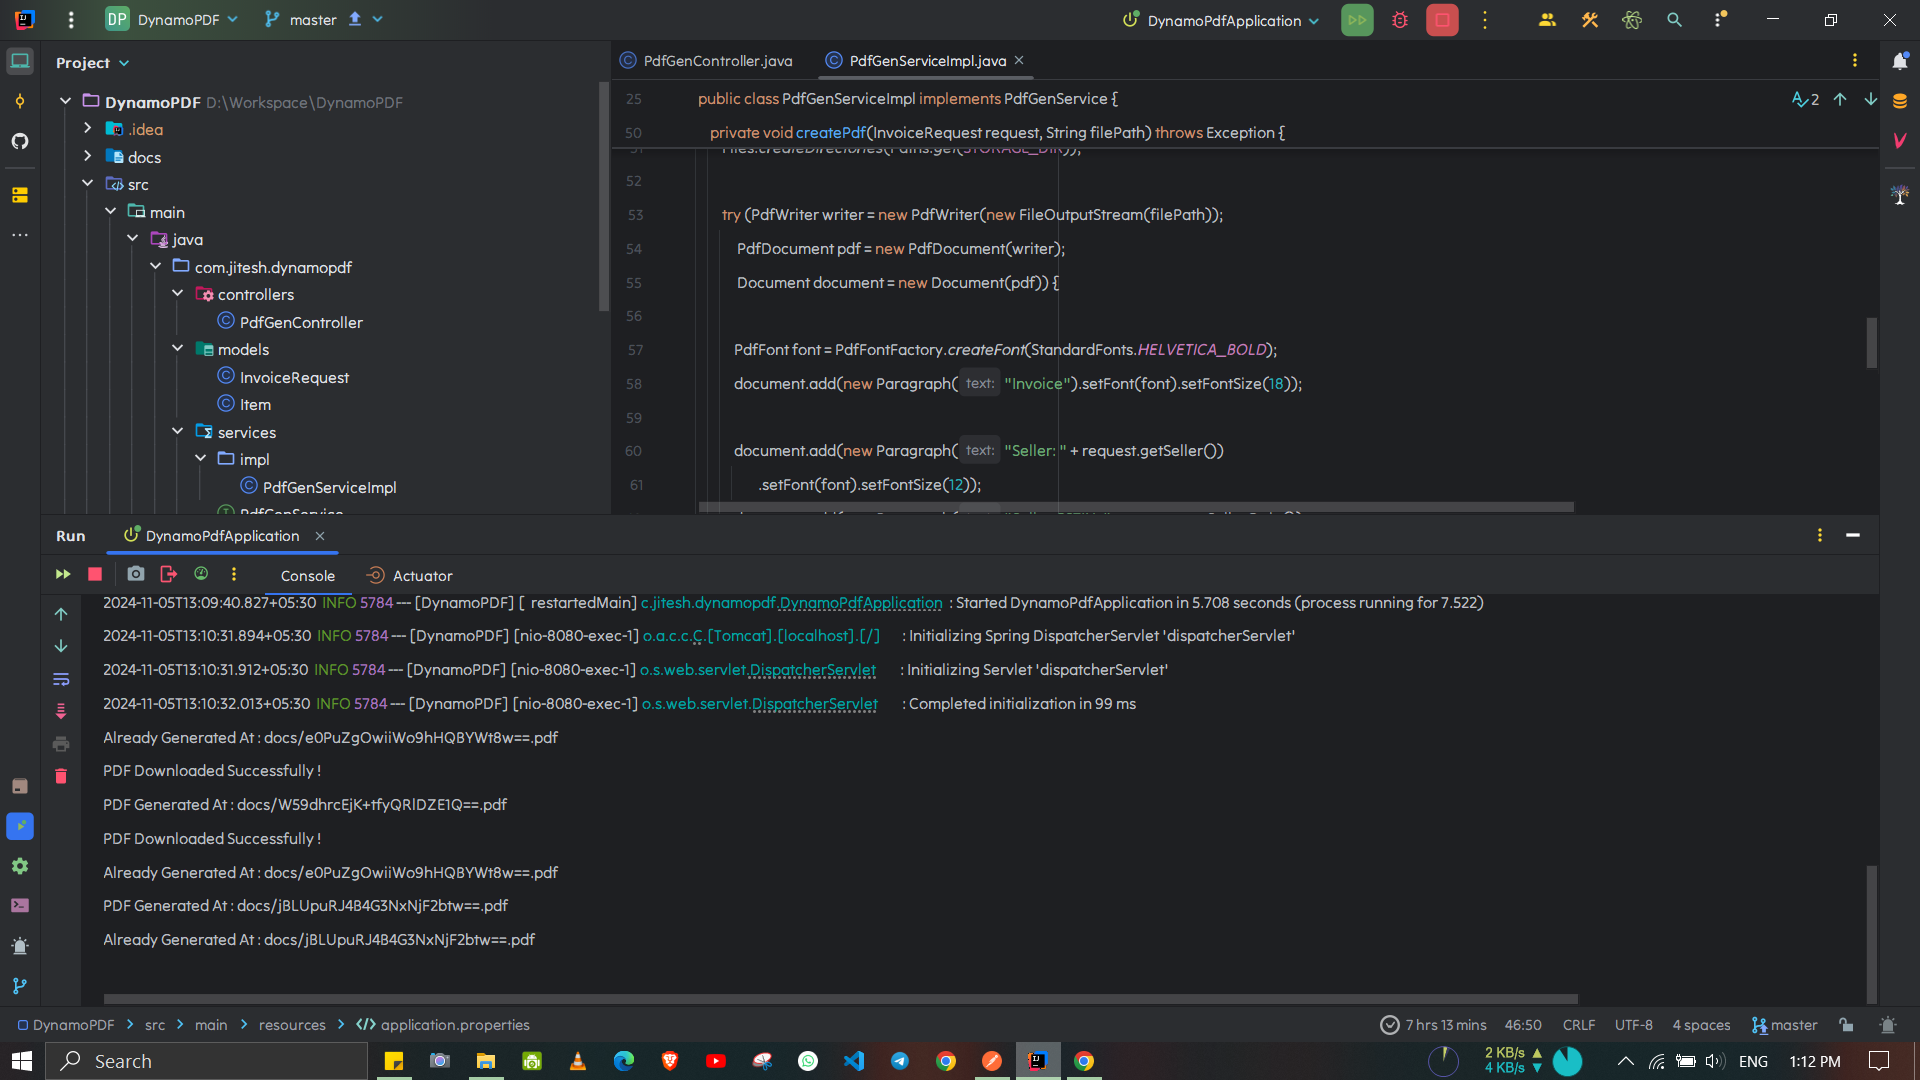 DP DynamoPDF master DynamoPdfApplication
Project
DynamoPDF D:\Workspace\DynamoPDF
.idea
docs
src
main
java
com.jitesh.dynamopdf
controllers
PdfGenController
models
InvoiceRequest
Item
services
impl
PdfGenServiceImpl
PdfGenService
PdfGenController.java PdfGenServiceImpl.java
25 public class PdfGenServiceImpl implements PdfGenService { 2
50 private void createPdf(InvoiceRequest request, String filePath) throws Exception {
51 Files.createDirectories(Paths.get(STORAGE_DIR));
52
53 try (PdfWriter writer = new PdfWriter(new FileOutputStream(filePath));
54 PdfDocument pdf = new PdfDocument(writer);
55 Document document = new Document(pdf)) {
56
57 PdfFont font = PdfFontFactory.createFont(StandardFonts.HELVETICA_BOLD);
58 document.add(new Paragraph( text: "Invoice").setFont(font).setFontSize(18));
59
60 document.add(new Paragraph( text: "Seller: " + request.getSeller())
61 .setFont(font).setFontSize(12));
Run DynamoPdfApplication
Console Actuator
2024-11-05T13:09:40.827+05:30 INFO 5784 --- [DynamoPDF] [ restartedMain] c.jitesh.dynamopdf.DynamoPdfApplication : Started DynamoPdfApplication in 5.708 seconds (process running for 7.522)
2024-11-05T13:10:31.894+05:30 INFO 5784 --- [DynamoPDF] [nio-8080-exec-1] o.a.c.c.C.[Tomcat].[localhost].[/] : Initializing Spring DispatcherServlet 'dispatcherServlet'
2024-11-05T13:10:31.912+05:30 INFO 5784 --- [DynamoPDF] [nio-8080-exec-1] o.s.web.servlet.DispatcherServlet : Initializing Servlet 'dispatcherServlet'
2024-11-05T13:10:32.013+05:30 INFO 5784 --- [DynamoPDF] [nio-8080-exec-1] o.s.web.servlet.DispatcherServlet : Completed initialization in 99 ms
Already Generated At : docs/e0PuZgOwiiWo9hHQBYWt8w==.pdf
PDF Downloaded Successfully !
PDF Generated At : docs/W59dhrcEjK+tfyQRlDZE1Q==.pdf
PDF Downloaded Successfully !
Already Generated At : docs/e0PuZgOwiiWo9hHQBYWt8w==.pdf
PDF Generated At : docs/jBLUpuRJ4B4G3NxNjF2btw==.pdf
Already Generated At : docs/jBLUpuRJ4B4G3NxNjF2btw==.pdf
DynamoPDF src main resources application.properties 7 hrs 13 mins 46:50 CRLF UTF-8 4 spaces master
Search 2 KB/s 4 KB/s ENG 1:12 PM